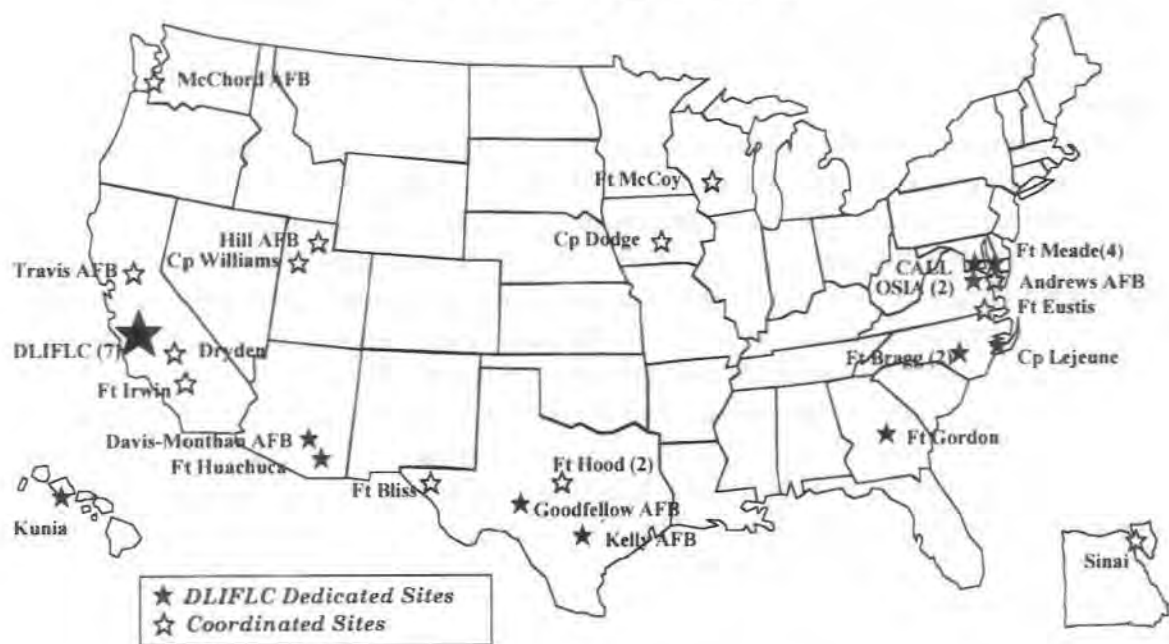 McChord AFB
Ft McCoy
Hill AFB
Cp Williams
Cp Dodge
Travis AFB
Ft Meade(4)
CALL
OSIA (2)
Andrews AFB
Ft Eustis
DLIFLC (7)
Dryden
Ft Bragg (2)
Cp Lejeune
Ft Irwin
Davis-Monthan AFB
Ft Gordon
Ft Huachuca
Ft Bliss
Ft Hood (2)
Goodfellow AFB
Kelly AFB
Kunia
Sinai
DLIFLC Dedicated Sites
Coordinated Sites